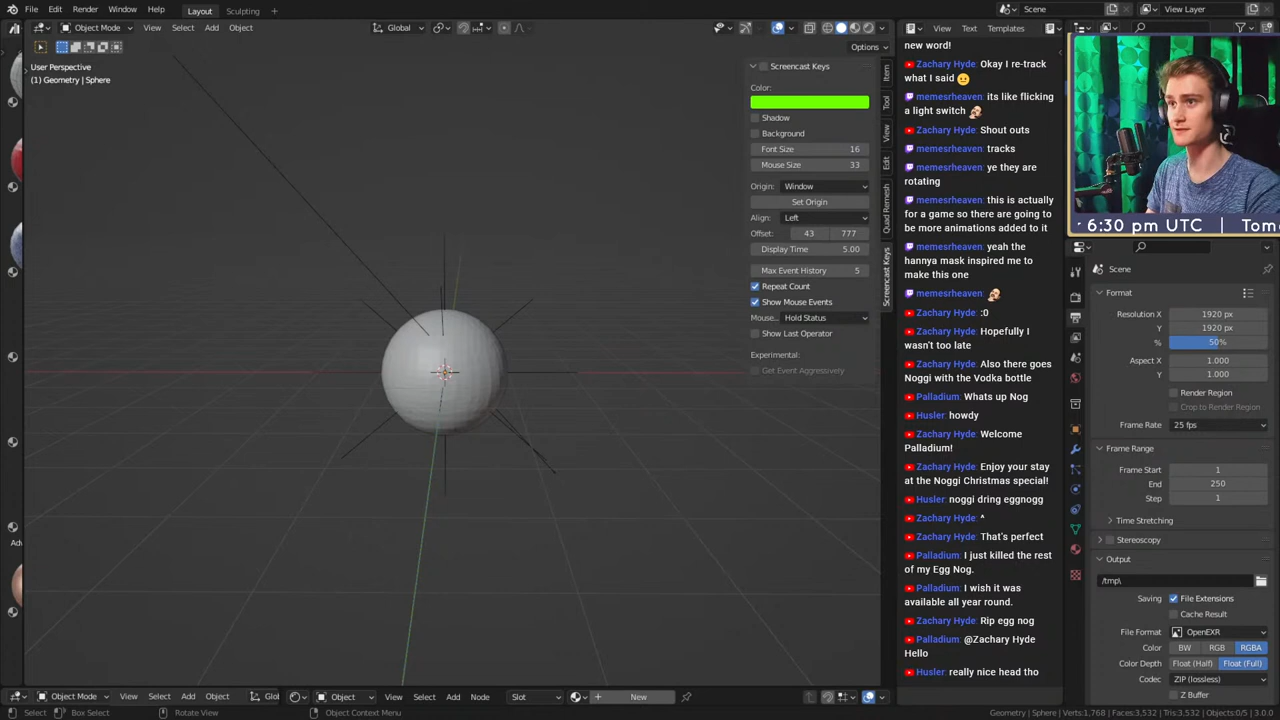 File Edit Render Window Help Layout Sculpting Scene View Layer
Object Mode View Select Add Object Global View Text Templates
Options
User Perspective
(1) Geometry | Sphere
Screencast Keys
Color:
Shadow
Background
Font Size 16
Mouse Size 33
Origin: Window
Set Origin
Align: Left
Offset: 43 777
Display Time 5.00
Max Event History 5
Repeat Count
Show Mouse Events
Mouse... Hold Status
Show Last Operator
Experimental:
Get Event Aggressively
Item
Tool
View
Edit
Quad Remesh
Screencast Keys
new word!
Zachary Hyde: Okay I re-track
what I said
memesrheaven: its like flicking
a light switch
Zachary Hyde: Shout outs
memesrheaven: tracks
memesrheaven: ye they are
rotating
memesrheaven: this is actually
for a game so there are going to
be more animations added to it
memesrheaven: yeah the
hannya mask inspired me to
make this one
memesrheaven:
Zachary Hyde: :0
Zachary Hyde: Hopefully I
wasn't too late
Zachary Hyde: Also there goes
Noggi with the Vodka bottle
Palladium: Whats up Nog
Husler: howdy
Zachary Hyde: Welcome
Palladium!
Zachary Hyde: Enjoy your stay
at the Noggi Christmas special!
Husler: noggi dring eggnogg
Zachary Hyde: ^
Zachary Hyde: That's perfect
Palladium: I just killed the rest
of my Egg Nog.
Palladium: I wish it was
available all year round.
Zachary Hyde: Rip egg nog
Palladium: @Zachary Hyde
Hello
Husler: really nice head tho
6:30 pm UTC | Tom
Scene
Format
Resolution X 1920 px
Y 1920 px
% 50%
Aspect X 1.000
Y 1.000
Render Region
Crop to Render Region
Frame Rate 25 fps
Frame Range
Frame Start 1
End 250
Step 1
Time Stretching
Stereoscopy
Output
/tmp\
Saving File Extensions
Cache Result
File Format OpenEXR
Color BW RGB RGBA
Color Depth Float (Half) Float (Full)
Codec ZIP (lossless)
Z Buffer
Adv
Object Mode View Select Add Object Glob Object View Select Add Node Slot New
Select Box Select Rotate View Object Context Menu Geometry | Sphere | Verts:1,768 | Faces:3,532 | Tris:3,532 | Objects:0/5 | 3.0.0